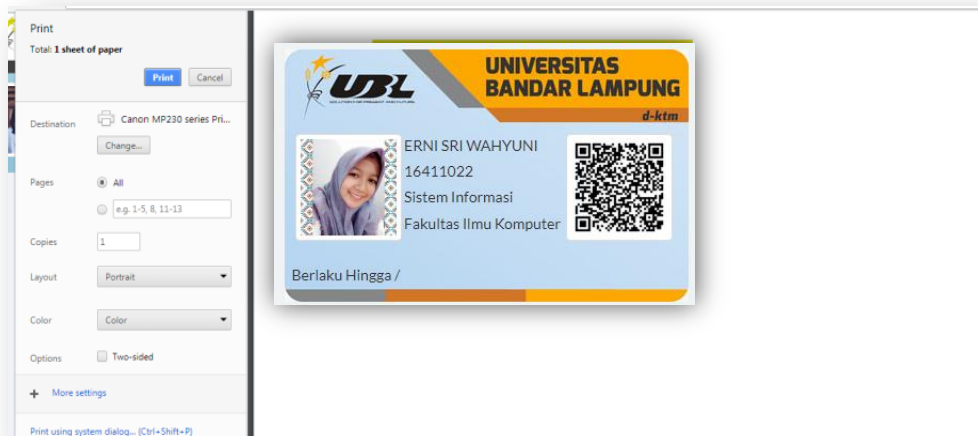 Print
Total: 1 sheet of paper
Print Cancel
Destination Canon MP230 series Pri...
Change...
Pages All
e.g. 1-5, 8, 11-13
Copies 1
Layout Portrait
Color Color
Options Two-sided
+ More settings
Print using system dialog... (Ctrl+Shift+P)
UBL
UNIVERSITAS
BANDAR LAMPUNG
d-ktm
ERNI SRI WAHYUNI
16411022
Sistem Informasi
Fakultas Ilmu Komputer
Berlaku Hingga /